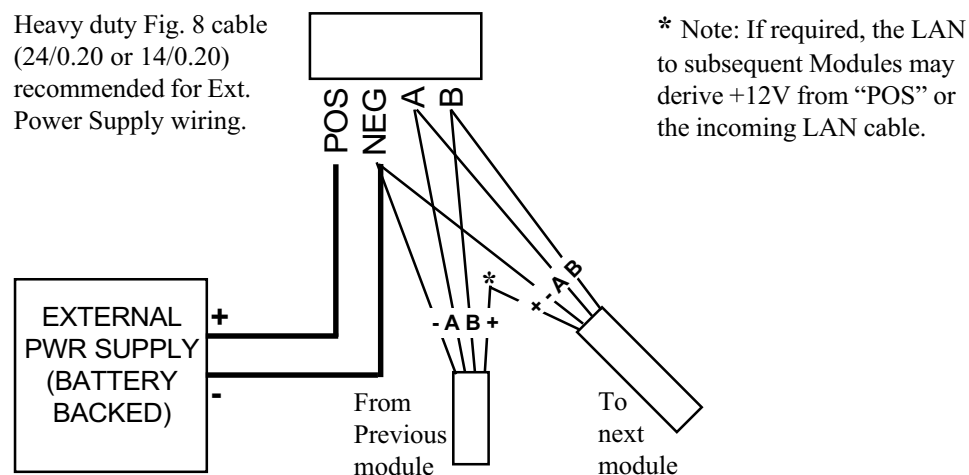 Heavy duty Fig. 8 cable
(24/0.20 or 14/0.20)
recommended for Ext.
Power Supply wiring.
* Note: If required, the LAN
to subsequent Modules may
derive +12V from “POS” or
the incoming LAN cable.
POS
NEG
A
B
*
- A B +
+ - A B
EXTERNAL
PWR SUPPLY
(BATTERY
BACKED)
+
-
From
Previous
module
To
next
module